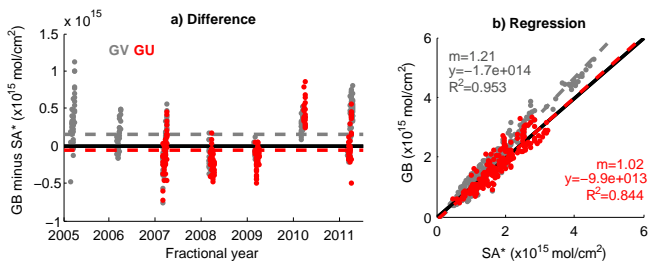 x 10^15
a) Difference
GV GU
GB minus SA* (x10^15 mol/cm^2)
1.5
1
0.5
0
−0.5
−1
2005 2006 2007 2008 2009 2010 2011
Fractional year
b) Regression
m=1.21
y=−1.7e+014
R^2=0.953
m=1.02
y=−9.9e+013
R^2=0.844
GB (x10^15 mol/cm^2)
6
4
2
0
0 2 4 6
SA* (x10^15 mol/cm^2)